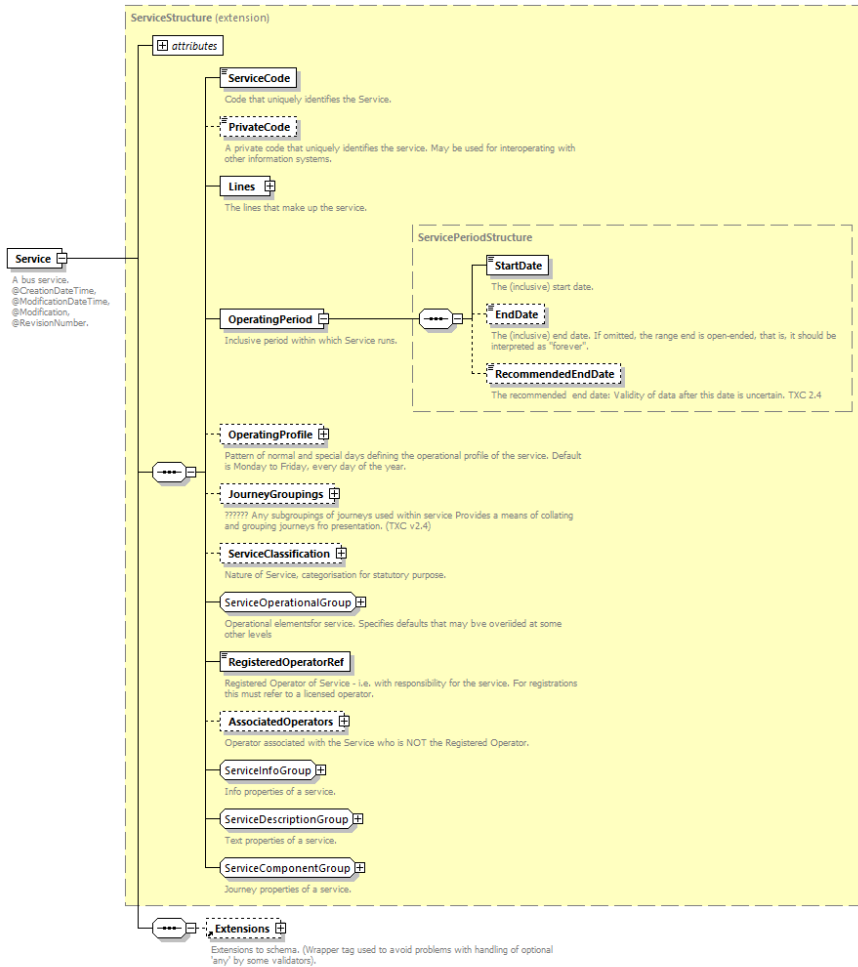 ServiceStructure (extension)
attributes
ServiceCode
Code that uniquely identifies the Service.
PrivateCode
A private code that uniquely identifies the service. May be used for interoperating with
other information systems.
Lines
The lines that make up the service.
ServicePeriodStructure
StartDate
The (inclusive) start date.
Service
A bus service.
@CreationDateTime,
@ModificationDateTime,
@Modification,
@RevisionNumber.
OperatingPeriod
Inclusive period within which Service runs.
EndDate
The (inclusive) end date. If omitted, the range end is open-ended, that is, it should be
interpreted as "forever".
RecommendedEndDate
The recommended  end date: Validity of data after this date is uncertain. TXC 2.4
OperatingProfile
Pattern of normal and special days defining the operational profile of the service. Default
is Monday to Friday, every day of the year.
JourneyGroupings
?????? Any subgroupings of journeys used within service Provides a means of collating
and grouping journeys fro presentation. (TXC v2.4)
ServiceClassification
Nature of Service, categorisation for statutory purpose.
ServiceOperationalGroup
Operational elementsfor service. Specifies defaults that may bve overiided at some
other levels
RegisteredOperatorRef
Registered Operator of Service - i.e. with responsibility for the service. For registrations
this must refer to a licensed operator.
AssociatedOperators
Operator associated with the Service who is NOT the Registered Operator.
ServiceInfoGroup
Info properties of a service.
ServiceDescriptionGroup
Text properties of a service.
ServiceComponentGroup
Journey properties of a service.
Extensions
Extensions to schema. (Wrapper tag used to avoid problems with handling of optional
'any' by some validators).